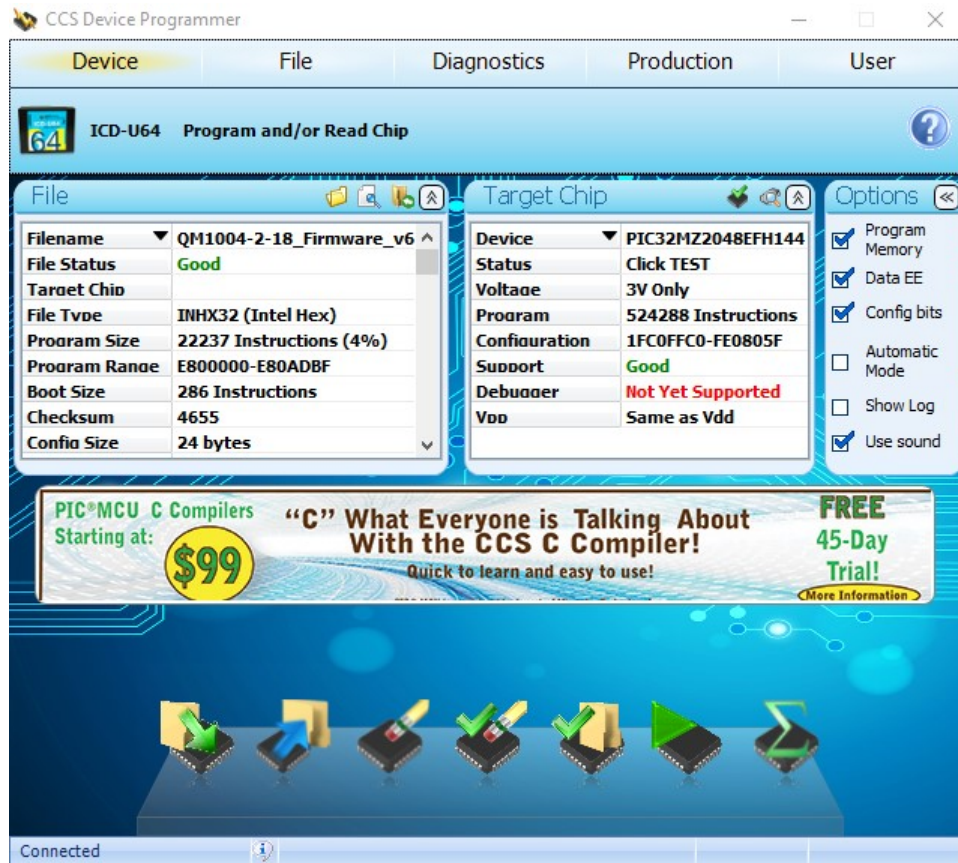 CCS Device Programmer
Device File Diagnostics Production User
64 ICD-U64 Program and/or Read Chip
File
Filename QM1004-2-18_Firmware_v6
File Status Good
Target Chip
File Type INHX32 (Intel Hex)
Program Size 22237 Instructions (4%)
Program Range E800000-E80ADBF
Boot Size 286 Instructions
Checksum 4655
Config Size 24 bytes
Target Chip
Device PIC32MZ2048EFH144
Status Click TEST
Voltage 3V Only
Program 524288 Instructions
Configuration 1FC0FFC0-FE0805F
Support Good
Debugger Not Yet Supported
Vpp Same as Vdd
Options
Program
Memory
Data EE
Config bits
Automatic
Mode
Show Log
Use sound
PIC®MCU C Compilers
Starting at:
$99
“C” What Everyone is Talking About
With the CCS C Compiler!
Quick to learn and easy to use!
FREE
45-Day
Trial!
More Information >
Connected